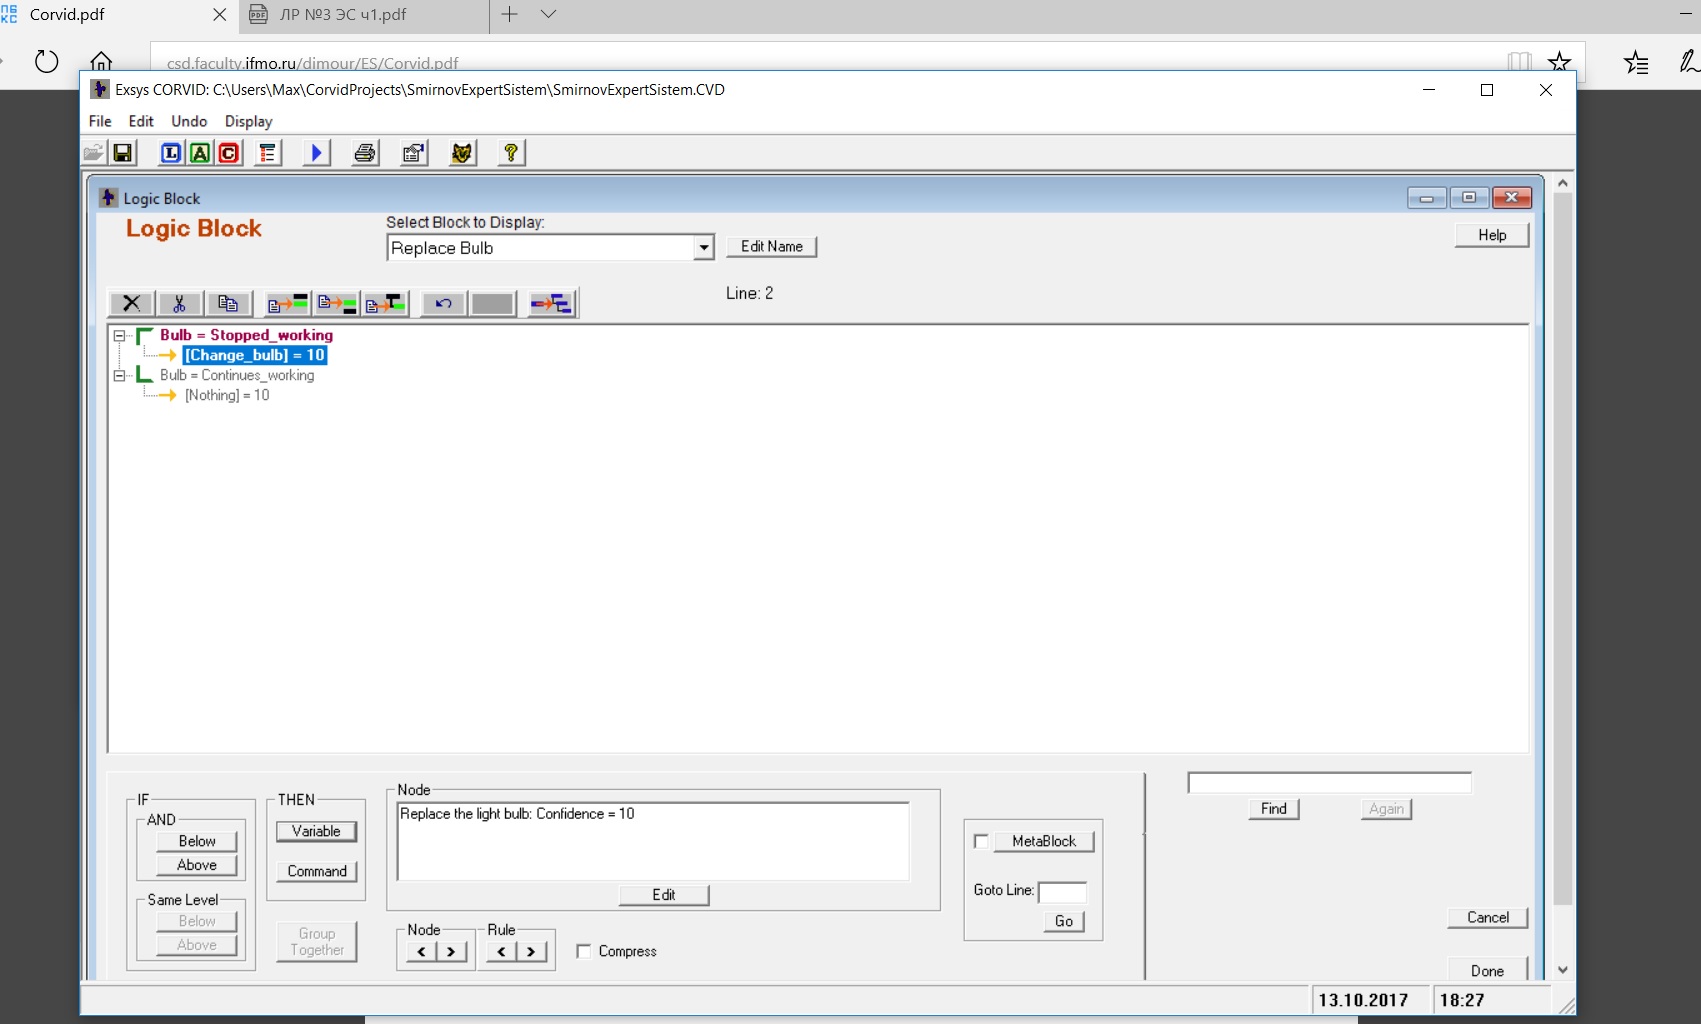 ПБ
КС
Corvid.pdf
PDF
ЛР №3 ЭС ч1.pdf
csd.faculty.ifmo.ru/dimour/ES/Corvid.pdf
Exsys CORVID: C:\Users\Max\CorvidProjects\SmirnovExpertSistem\SmirnovExpertSistem.CVD
File Edit Undo Display
L A C ?
Logic Block
Logic Block
Select Block to Display:
Replace Bulb
Edit Name
Help
Line: 2
Bulb = Stopped_working
[Change_bulb] = 10
Bulb = Continues_working
[Nothing] = 10
IF
AND
Below
Above
Same Level
Below
Above
THEN
Variable
Command
Group
Together
Node
Replace the light bulb: Confidence = 10
Edit
Node
< >
Rule
< >
Compress
MetaBlock
Goto Line:
Go
Find
Again
Cancel
Done
13.10.2017
18:27